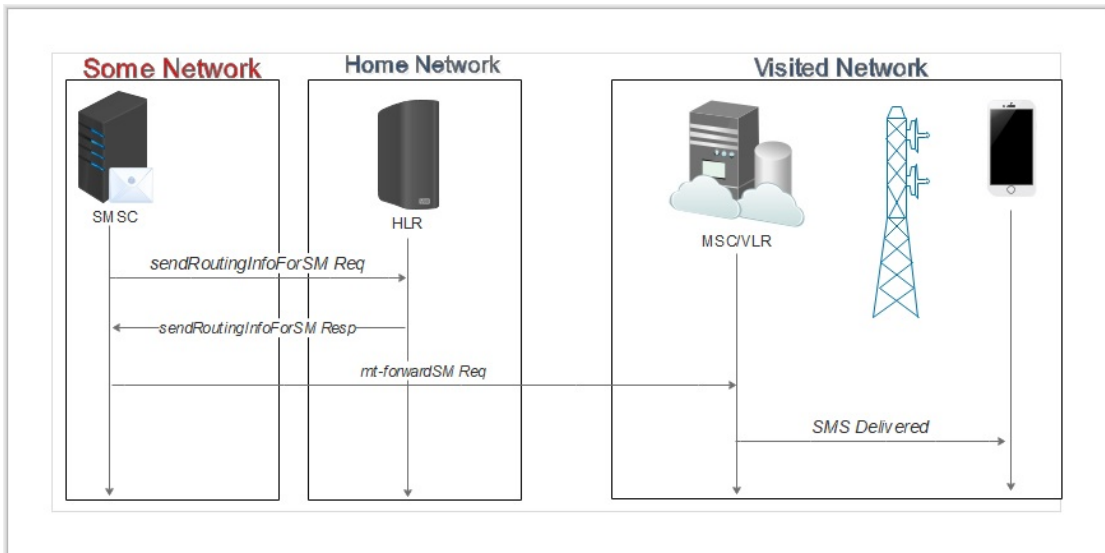 Some Network
Home Network
Visited Network
SMSC
HLR
MSC/VLR
sendRoutingInfoForSM Req
sendRoutingInfoForSM Resp
mt-forwardSM Req
SMS Delivered